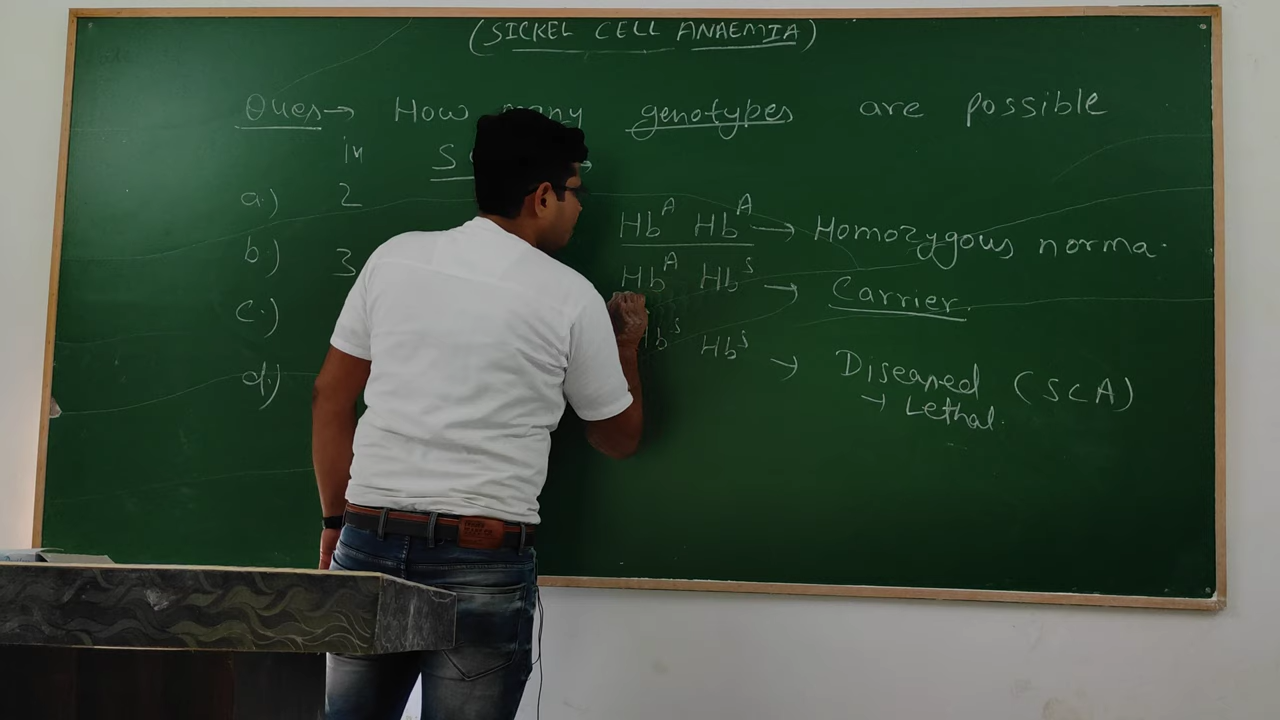 (SICKEL CELL ANAEMIA)
Ques → How many genotypes are possible
in
a.) 2
b.) 3
c.)
d.)
Hb^A Hb^A → Homozygous norma
Hb^A Hb^S → Carrier.
Hb^S Hb^S → Diseased (SCA)
→ Lethal.